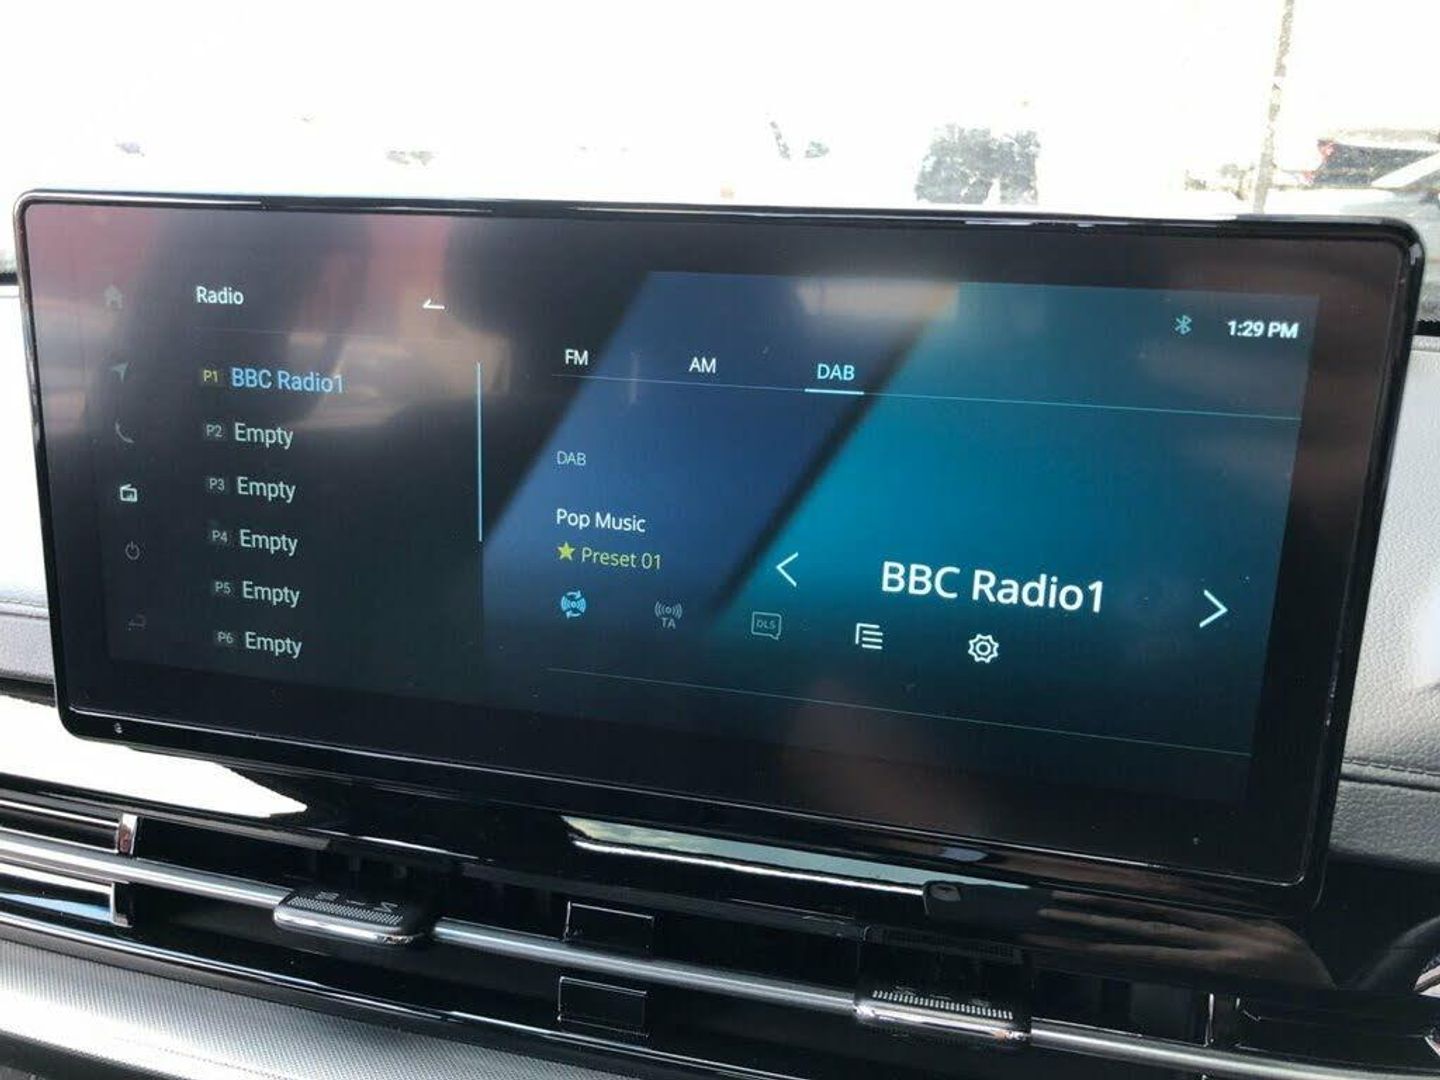 Radio
1:29 PM
FM
AM
DAB
P1 BBC Radio1
P2 Empty
P3 Empty
P4 Empty
P5 Empty
P6 Empty
DAB
Pop Music
Preset 01
BBC Radio1
TA
DLS